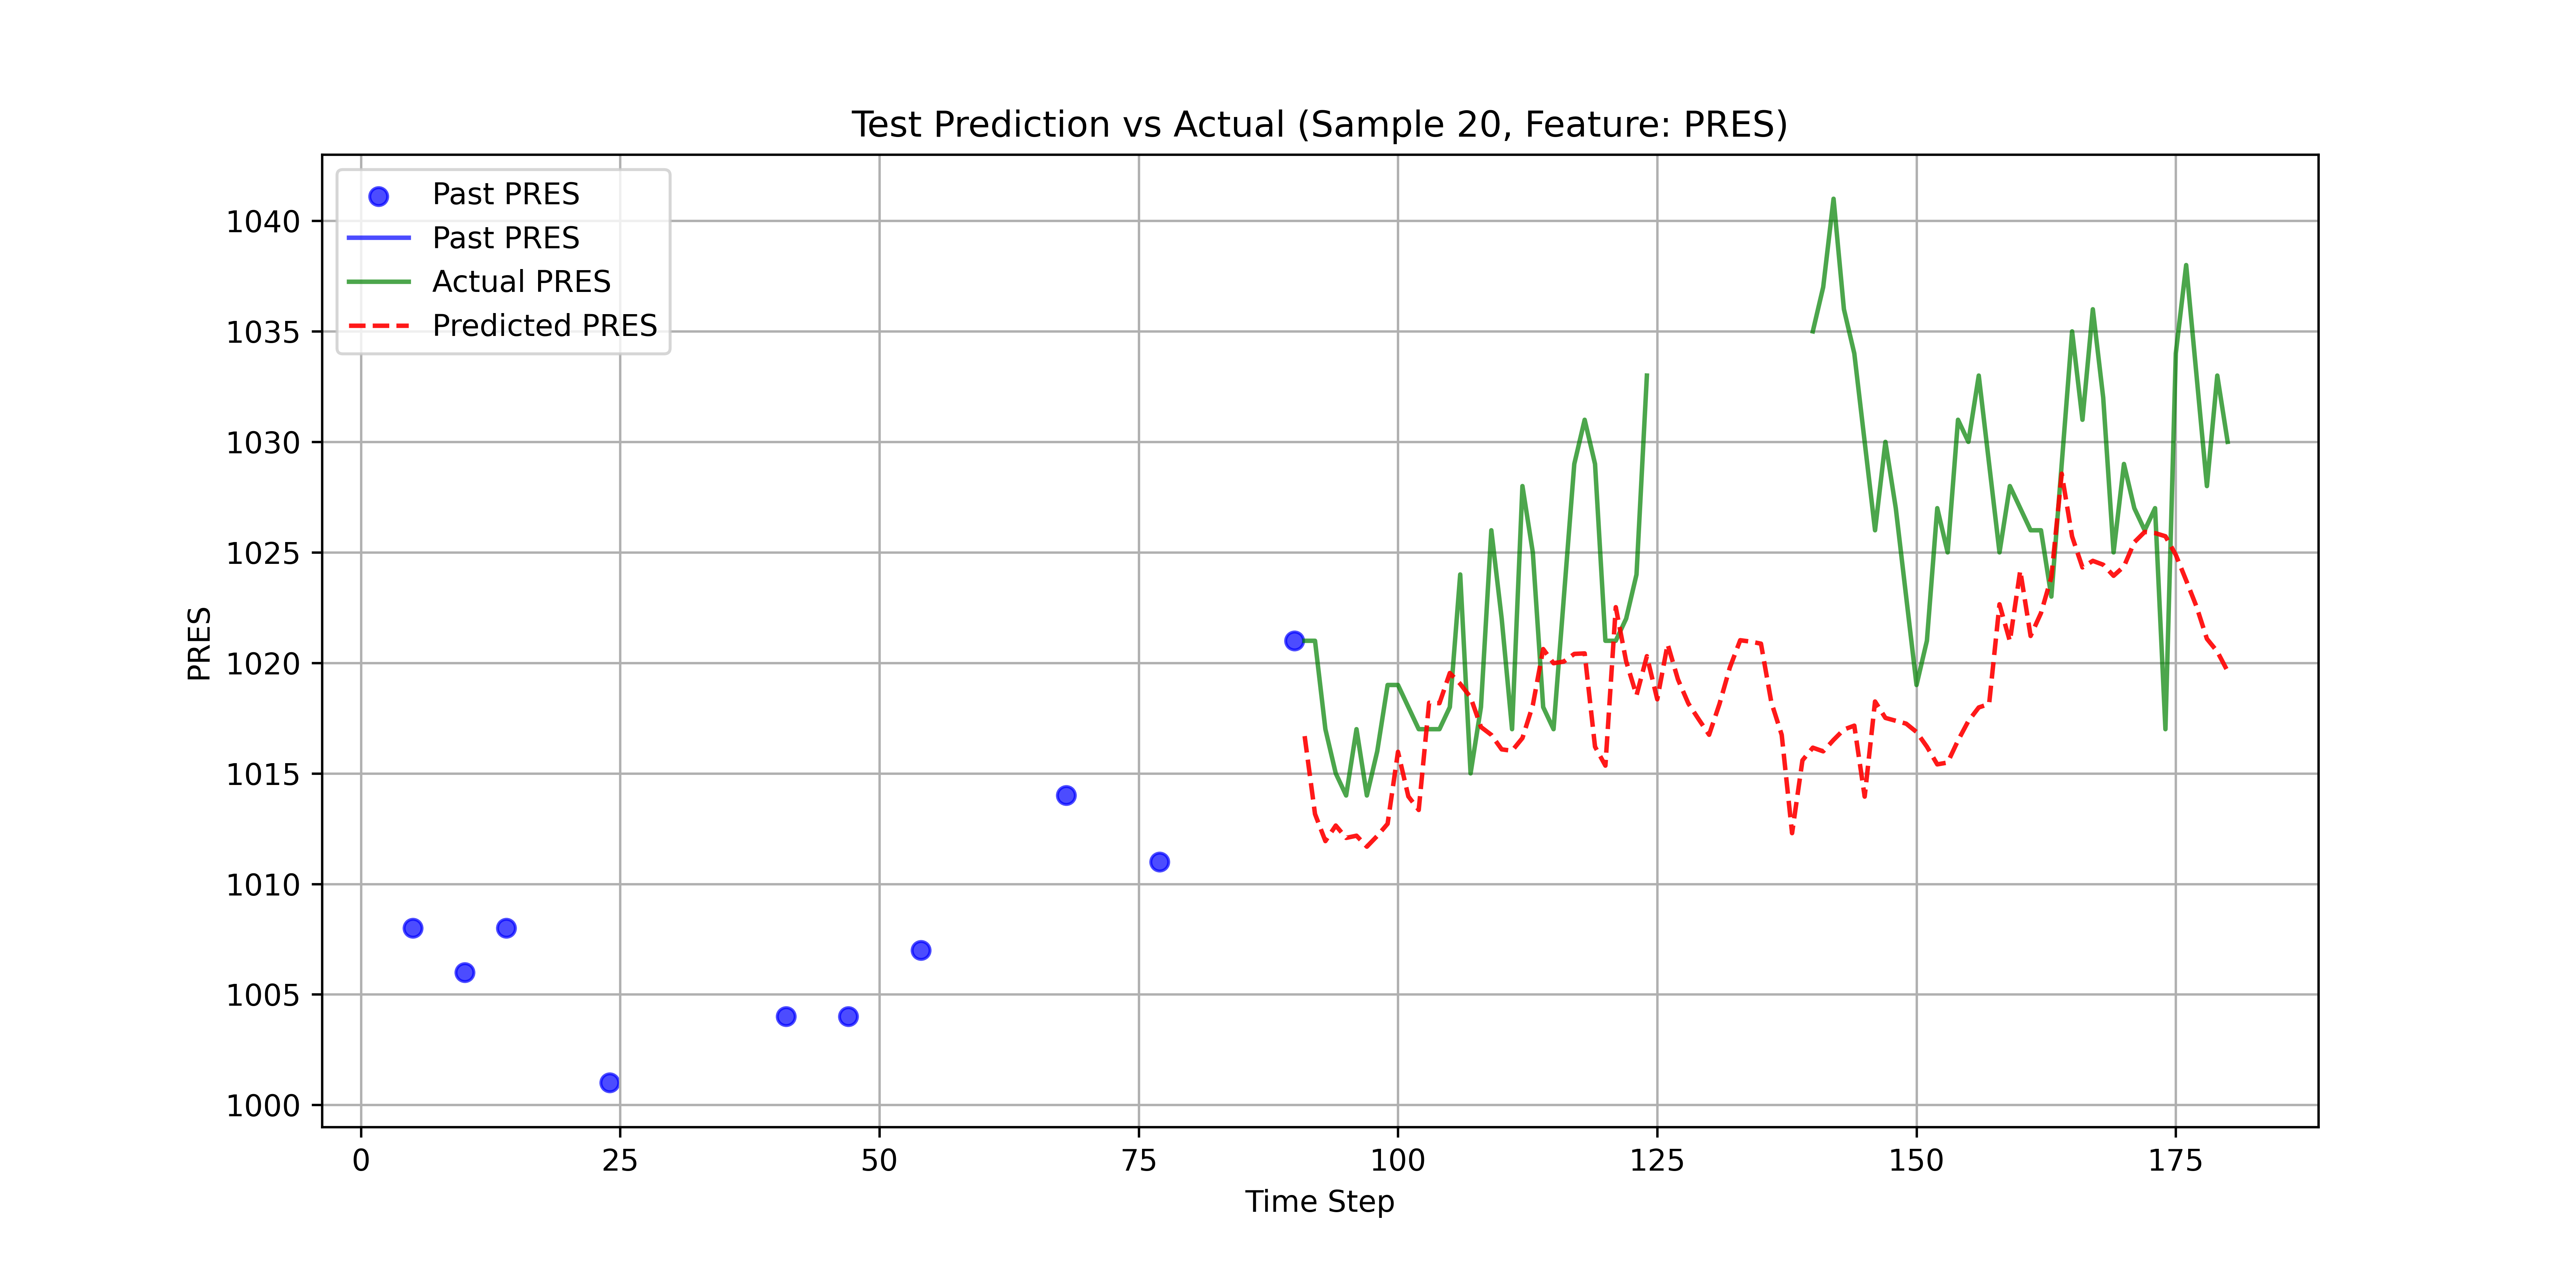 Test Prediction vs Actual (Sample 20, Feature: PRES)
Past PRES
Past PRES
Actual PRES
Predicted PRES
PRES
1040
1035
1030
1025
1020
1015
1010
1005
1000
0 25 50 75 100 125 150 175
Time Step